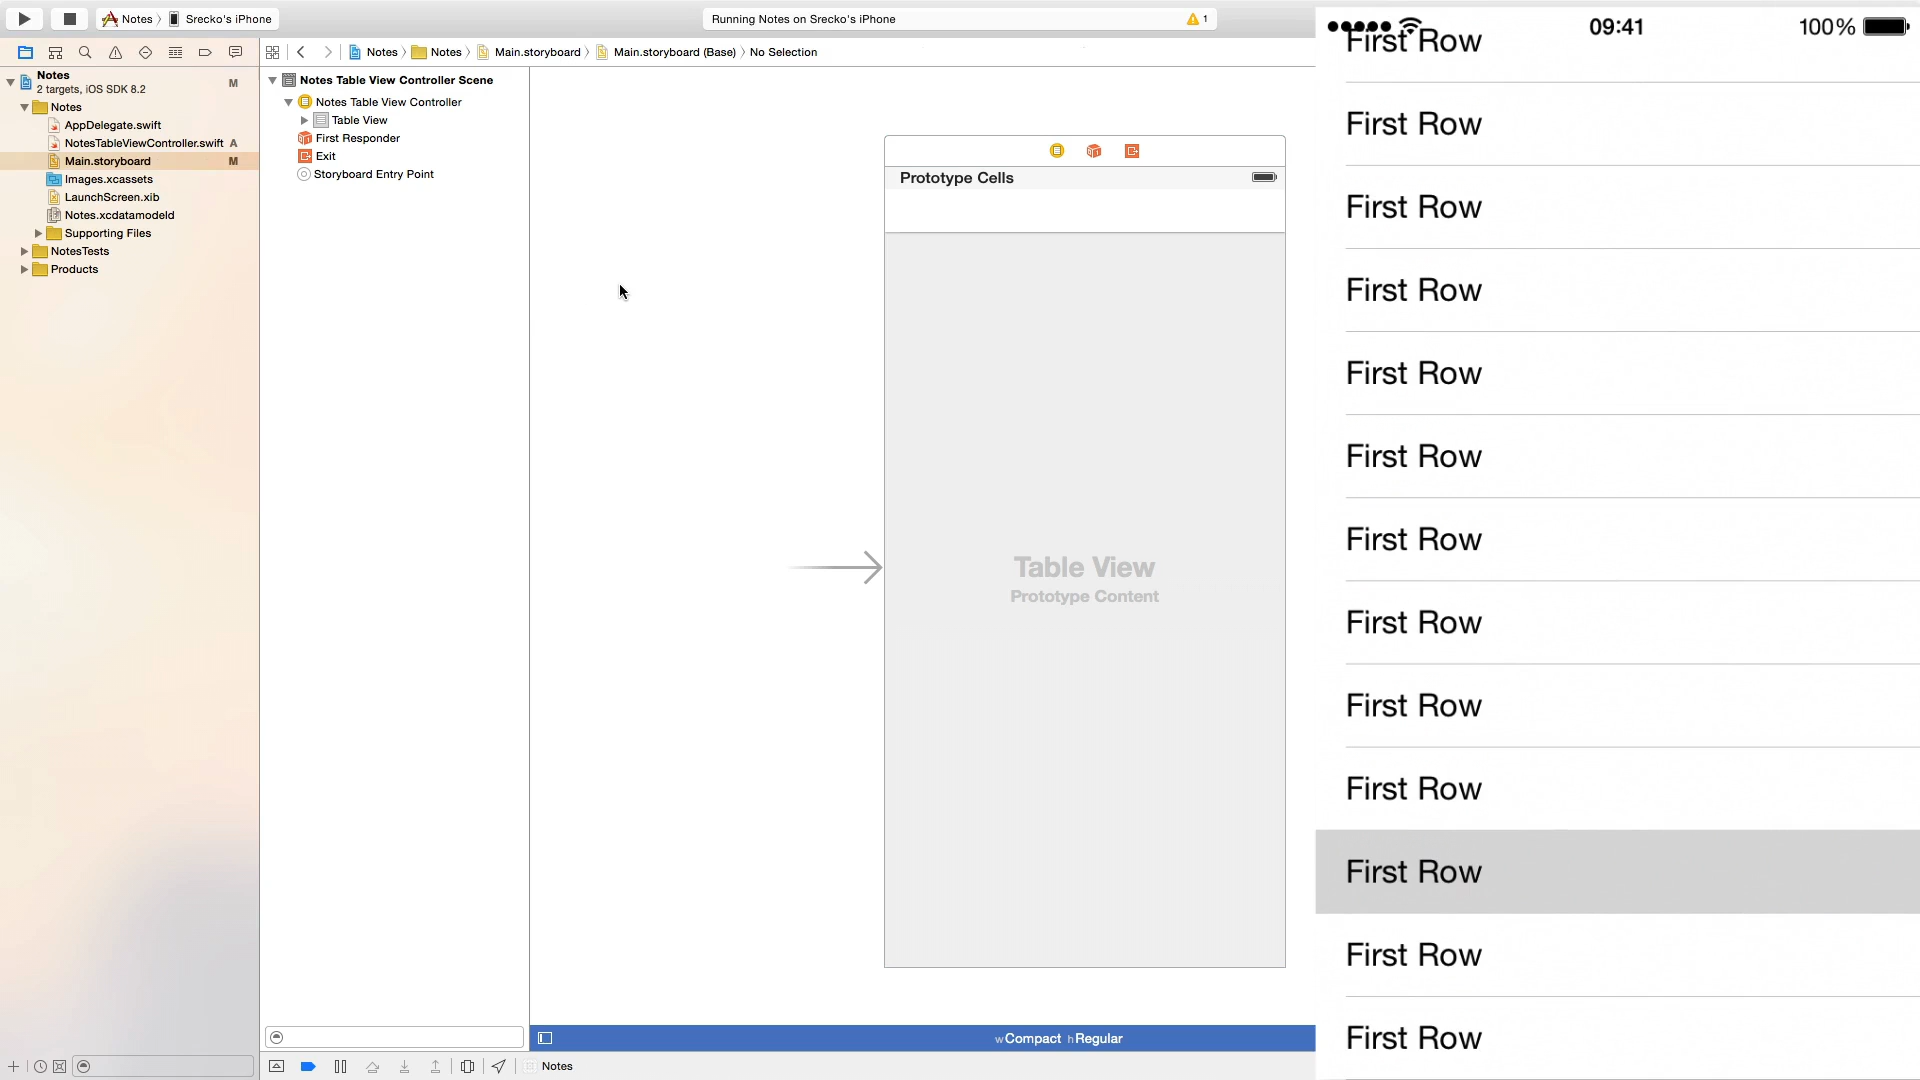 Notes
Srecko's iPhone
Running Notes on Srecko's iPhone
1
Notes
Notes
Main.storyboard
Main.storyboard (Base)
No Selection
Notes
M
2 targets, iOS SDK 8.2
Notes
AppDelegate.swift
NotesTableViewController.swift
A
Main.storyboard
M
Images.xcassets
LaunchScreen.xib
Notes.xcdatamodeld
Supporting Files
NotesTests
Products
Notes Table View Controller Scene
Notes Table View Controller
Table View
First Responder
Exit
Storyboard Entry Point
Prototype Cells
Table View
Prototype Content
wCompact hRegular
Notes
09:41
100%
First Row
First Row
First Row
First Row
First Row
First Row
First Row
First Row
First Row
First Row
First Row
First Row
First Row